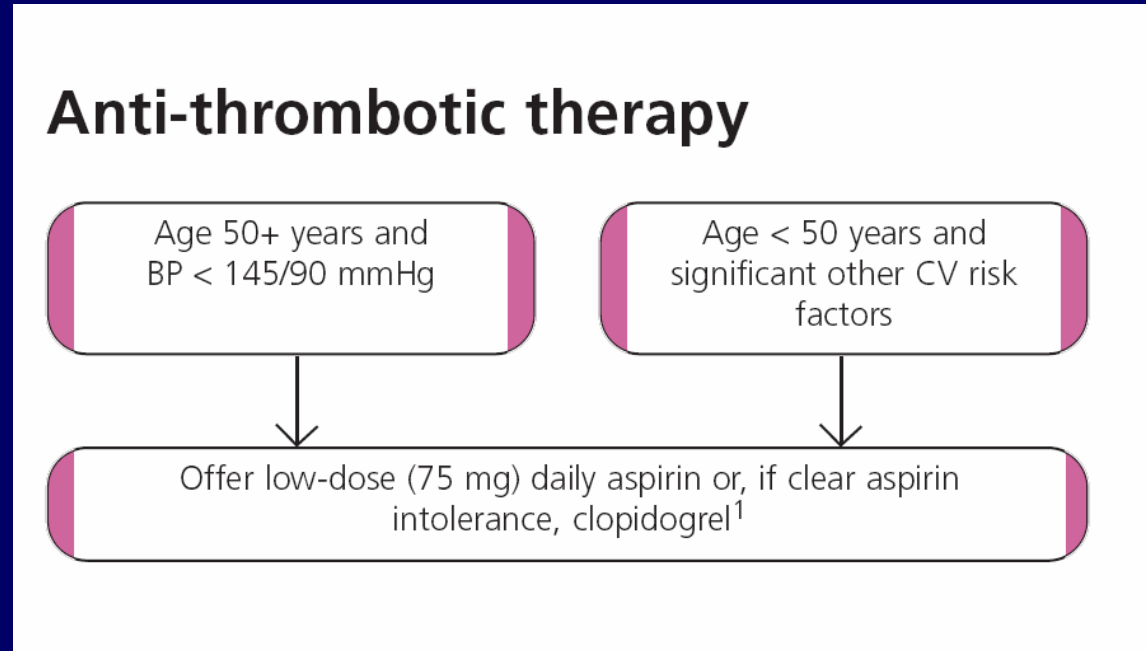 Anti-thrombotic therapy
Age 50+ years and
BP < 145/90 mmHg
Age < 50 years and
significant other CV risk
factors
Offer low-dose (75 mg) daily aspirin or, if clear aspirin
intolerance, clopidogrel1